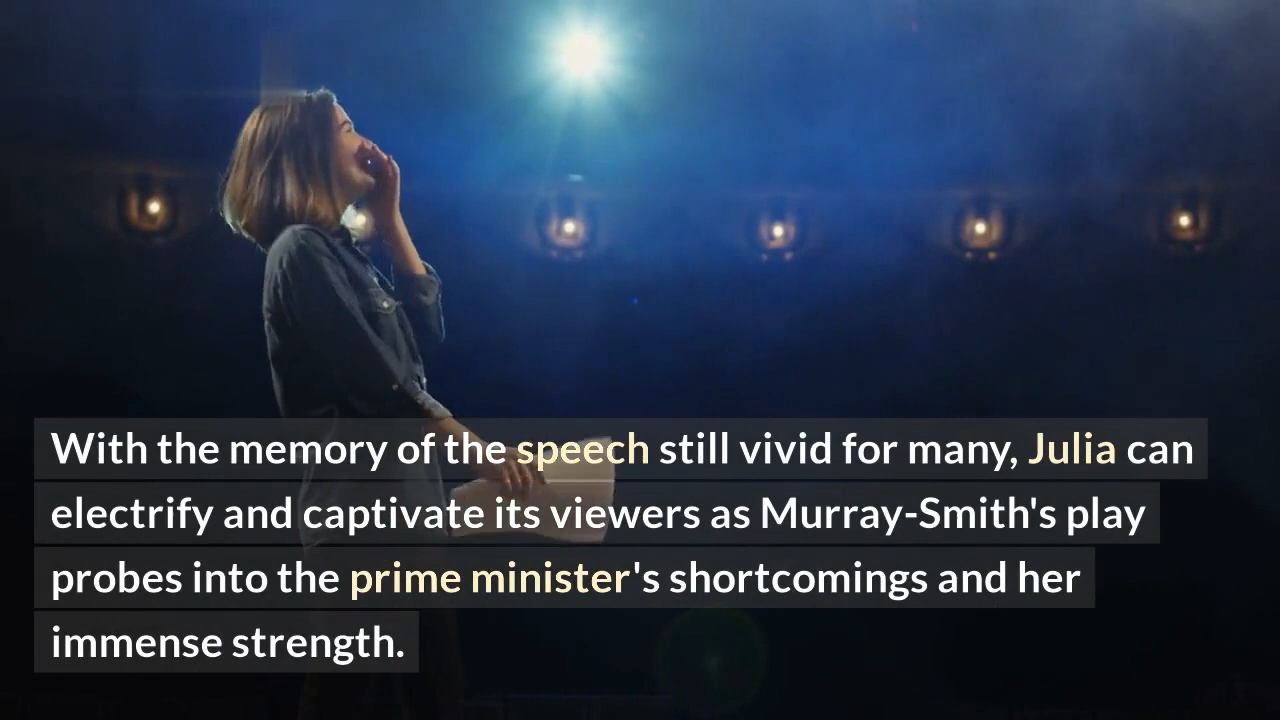 With the memory of the speech still vivid for many, Julia can
electrify and captivate its viewers as Murray-Smith's play
probes into the prime minister's shortcomings and her
immense strength.